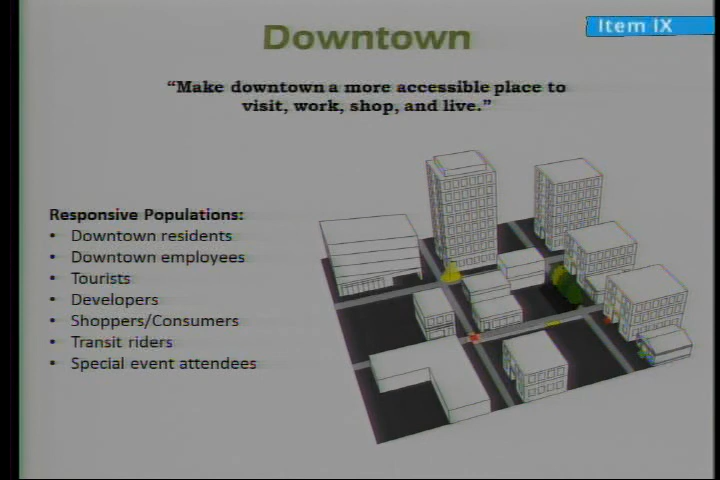 Downtown
Item IX
“Make downtown a more accessible place to
visit, work, shop, and live.”
Responsive Populations:
• Downtown residents
• Downtown employees
• Tourists
• Developers
• Shoppers/Consumers
• Transit riders
• Special event attendees